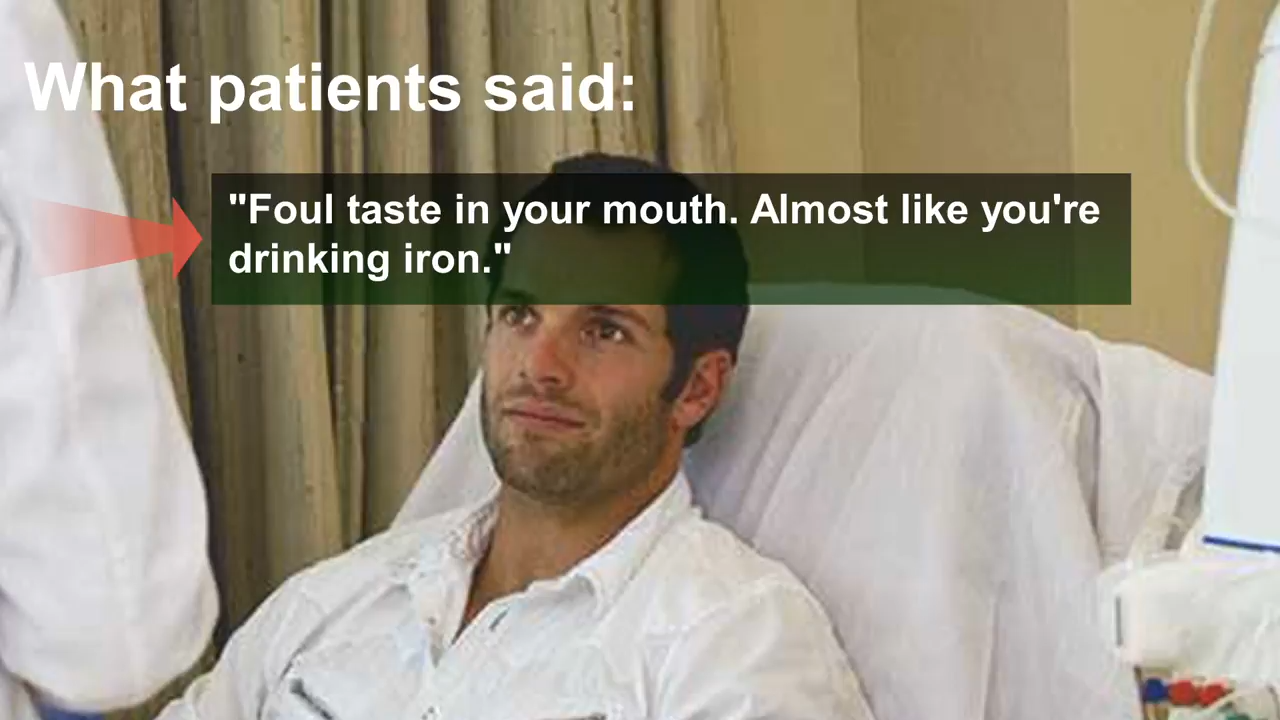 What patients said:
"Foul taste in your mouth. Almost like you're
drinking iron."